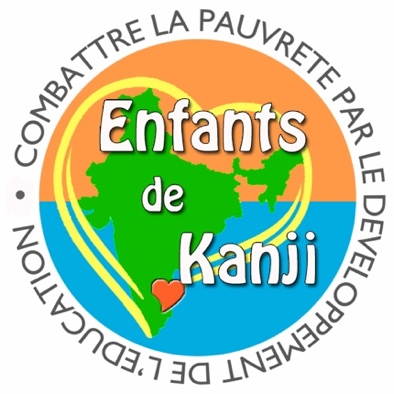 • COMBATTRE LA PAUVRETE PAR LE DEVELOPPEMENT DE L'EDUCATION
Enfants
de
Kanji